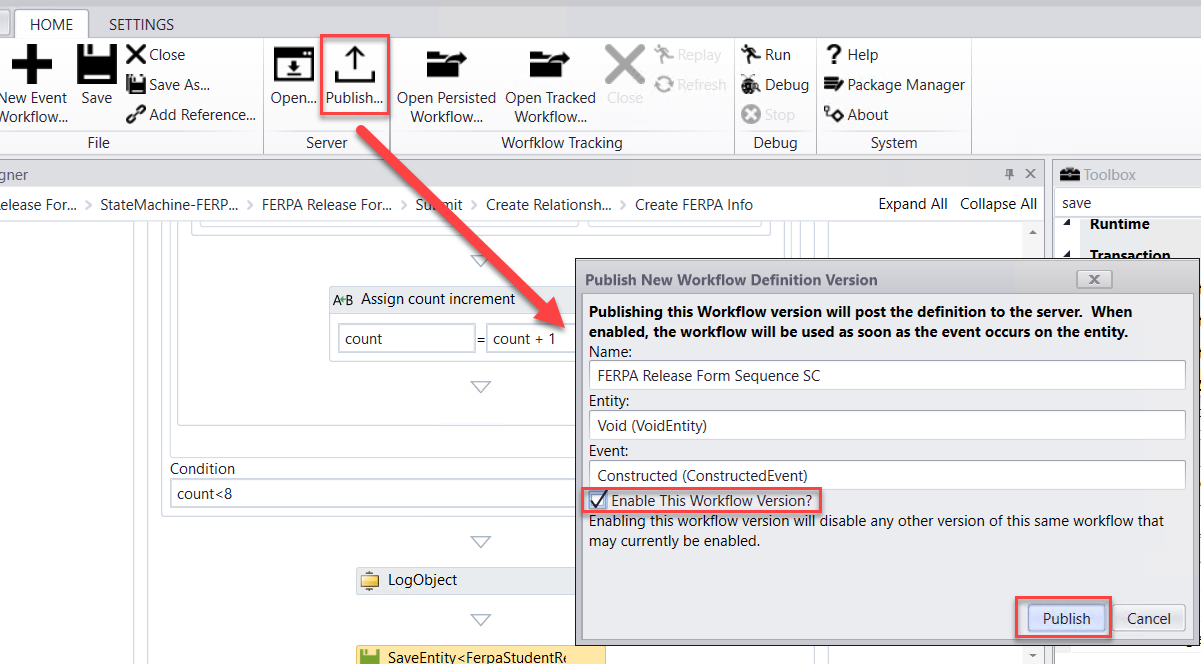 HOME SETTINGS
New Event Workflow...
Save
Close
Save As...
Add Reference...
File
Open...
Publish...
Server
Open Persisted Workflow...
Open Tracked Workflow...
Close
Replay
Refresh
Worfklow Tracking
Run
Debug
Stop
Debug
Help
Package Manager
About
System
Toolbox
save
Runtime
Transaction
StateMachine-FERP... FERPA Release For... Submit Create Relationsh... Create FERPA Info
Expand All Collapse All
A+B Assign count increment
count = count + 1
Condition
count<8
LogObject
SaveEntity<FerpaStudentRe
Publish New Workflow Definition Version
Publishing this Workflow version will post the definition to the server. When
enabled, the workflow will be used as soon as the event occurs on the entity.
Name:
FERPA Release Form Sequence SC
Entity:
Void (VoidEntity)
Event:
Constructed (ConstructedEvent)
Enable This Workflow Version?
Enabling this workflow version will disable any other version of this same workflow that
may currently be enabled.
Publish Cancel